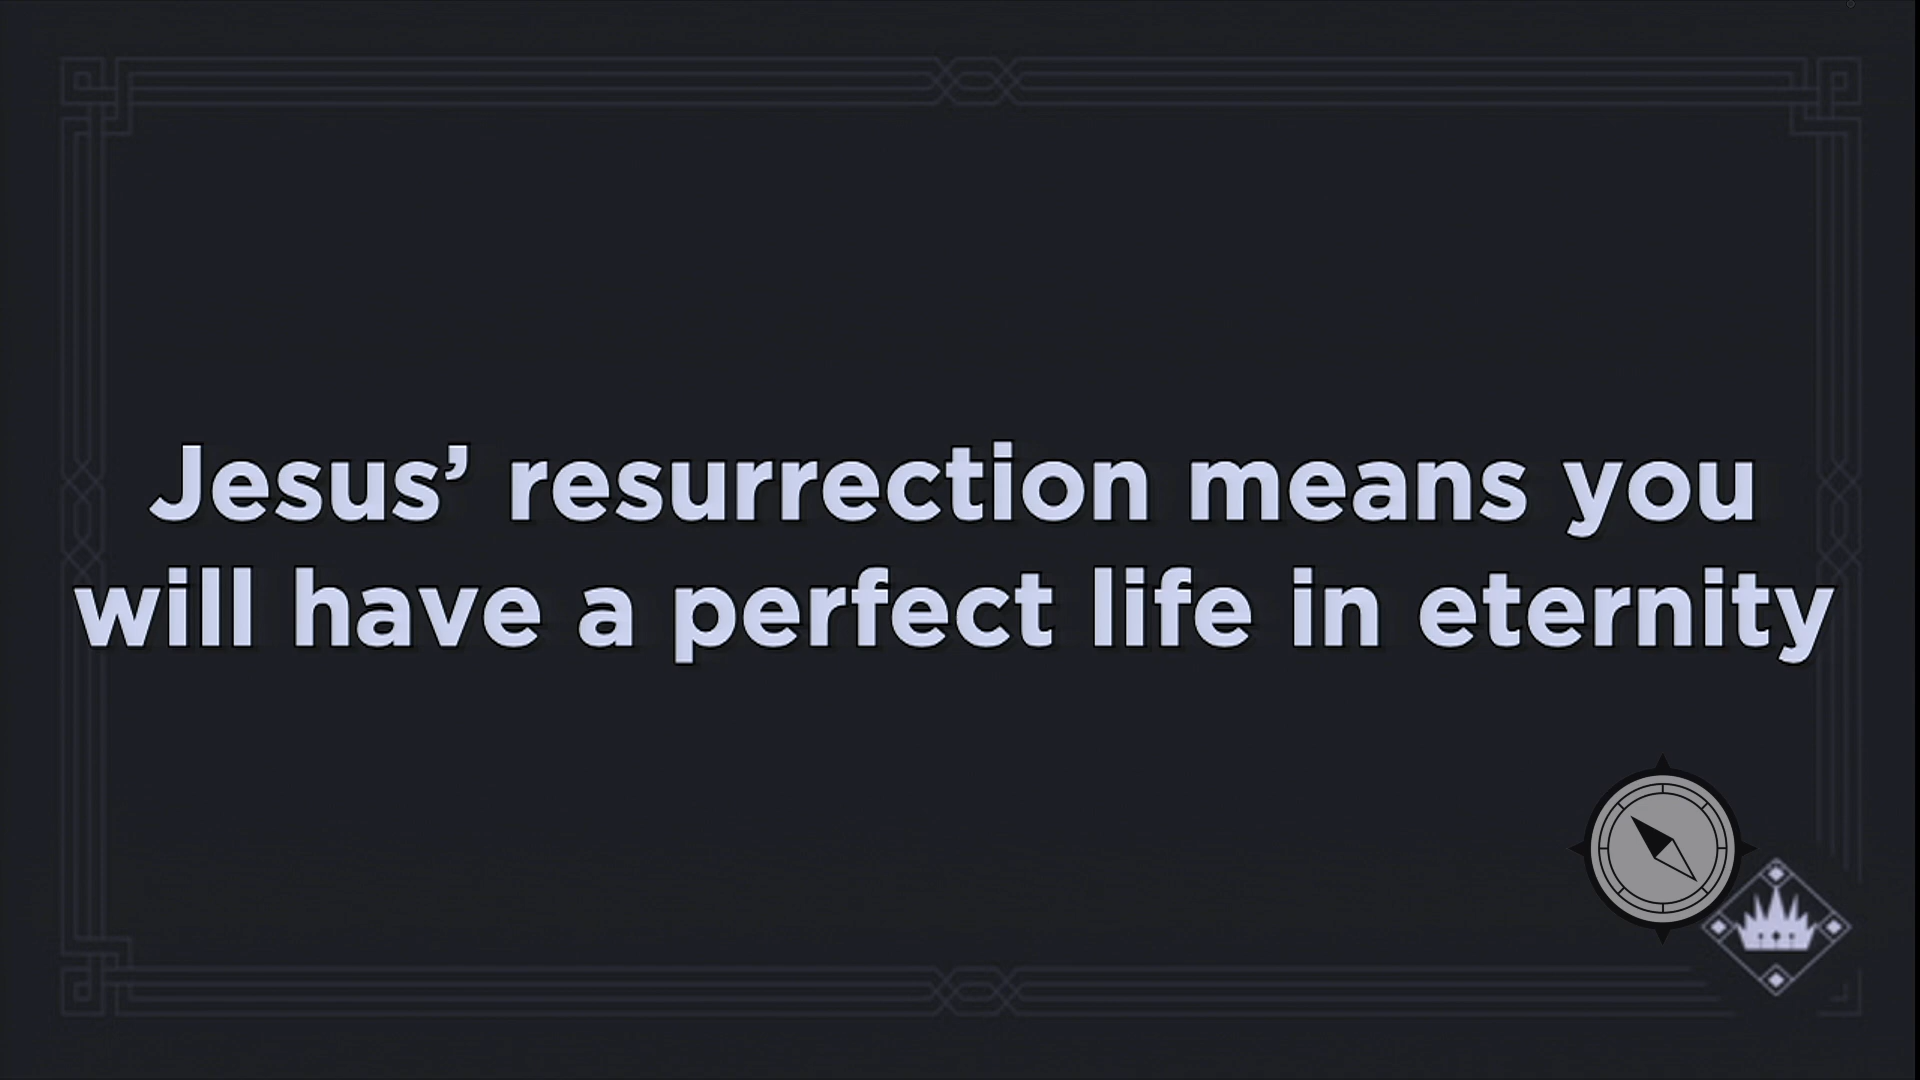 Jesus’ resurrection means you
will have a perfect life in eternity